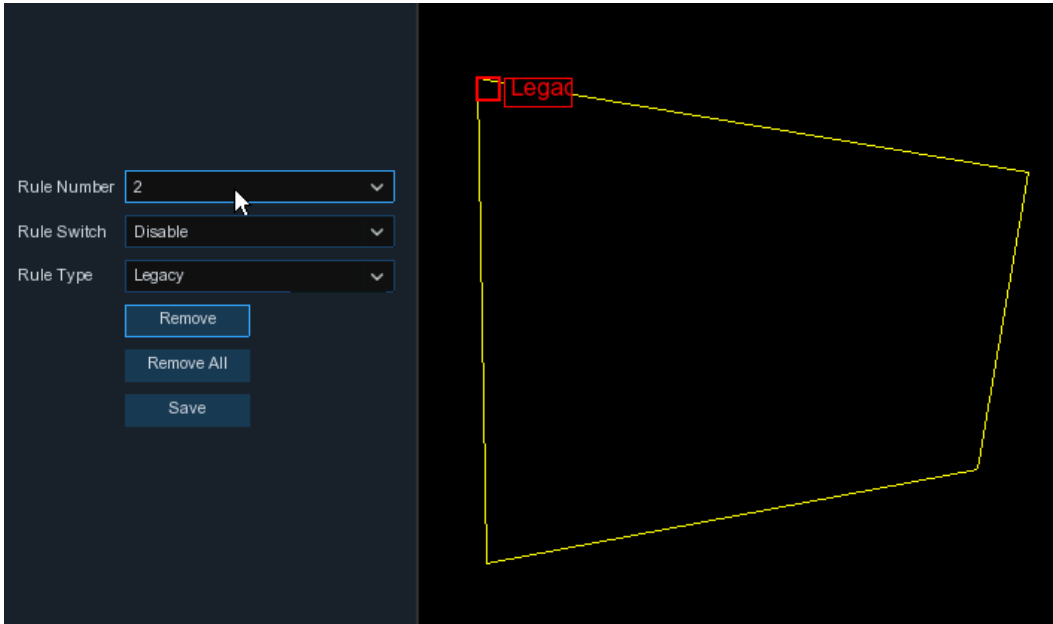 Legac
Rule Number 2
Rule Switch Disable
Rule Type Legacy
Remove
Remove All
Save